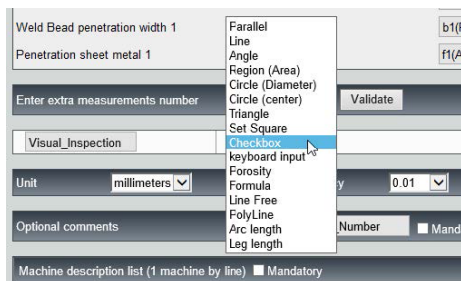 Weld Bead penetration width 1
Penetration sheet metal 1
Farallel
Line
Angle
Region (Area)
Circle (Diameter)
Circle (center)
Triangle
Set Square
Checkbox
keyboard input
Forosity
Formula
Line Free
FolyLine
Arc length
Leg length
b1(
f1(A
Enter extra measurements number
Validate
Visual_Inspection
Unit
millimeters
y
0.01
Optional comments
_Number
Mand
Machine description list (1 machine by line)
Mandatory